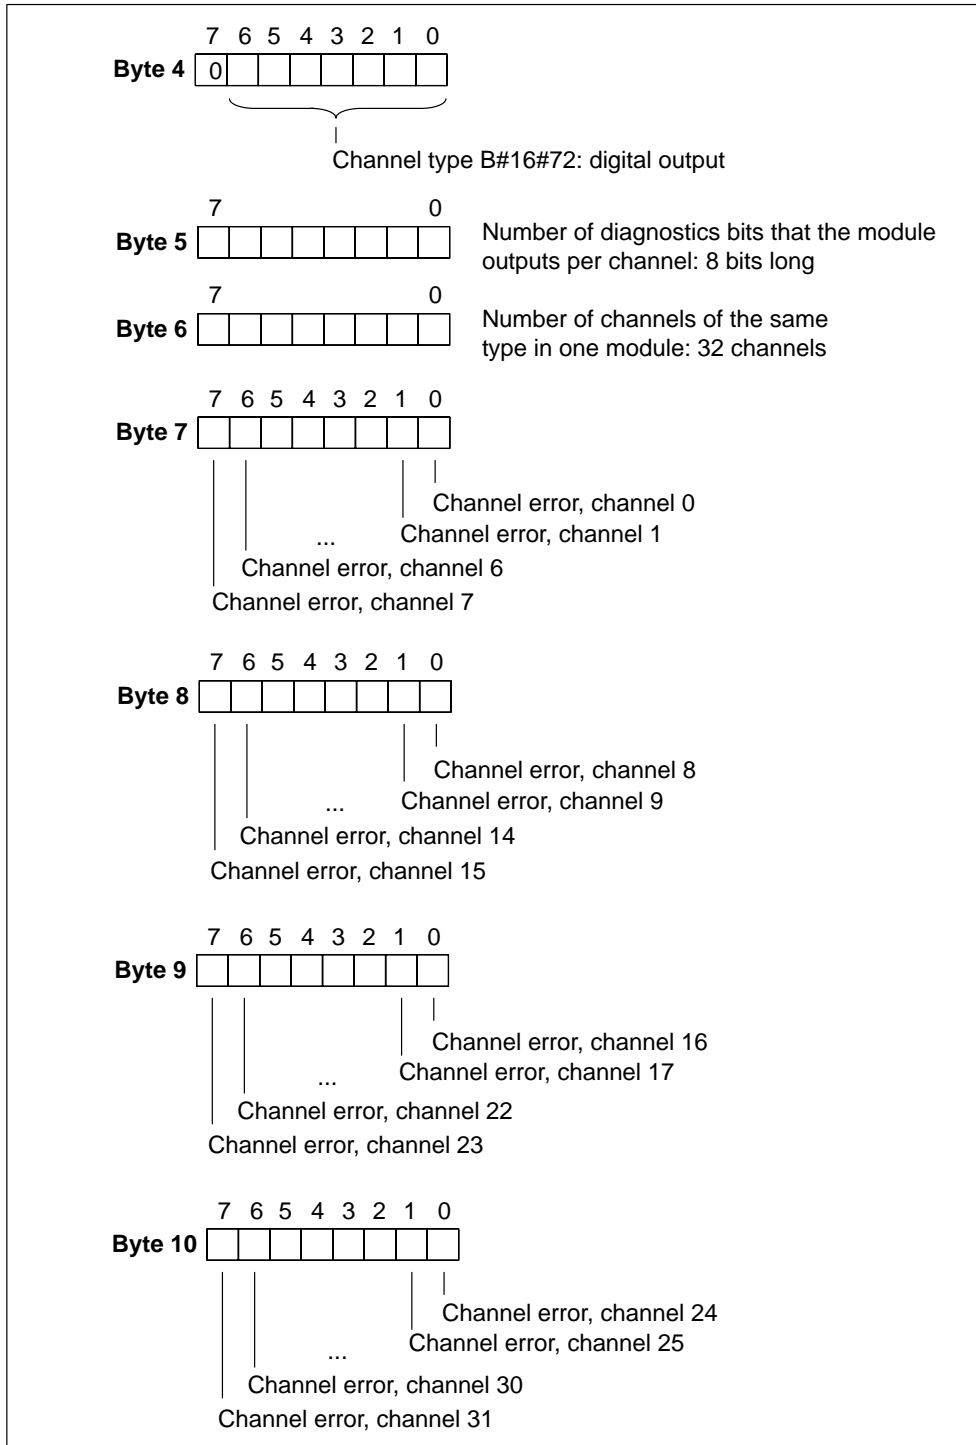 7 6 5 4 3 2 1 0
Byte 4 0
Channel type B#16#72: digital output
7 0
Byte 5
Number of diagnostics bits that the module
outputs per channel: 8 bits long
7 0
Byte 6
Number of channels of the same
type in one module: 32 channels
7 6 5 4 3 2 1 0
Byte 7
Channel error, channel 0
... Channel error, channel 1
Channel error, channel 6
Channel error, channel 7
7 6 5 4 3 2 1 0
Byte 8
Channel error, channel 8
... Channel error, channel 9
Channel error, channel 14
Channel error, channel 15
7 6 5 4 3 2 1 0
Byte 9
Channel error, channel 16
... Channel error, channel 17
Channel error, channel 22
Channel error, channel 23
7 6 5 4 3 2 1 0
Byte 10
Channel error, channel 24
... Channel error, channel 25
Channel error, channel 30
Channel error, channel 31